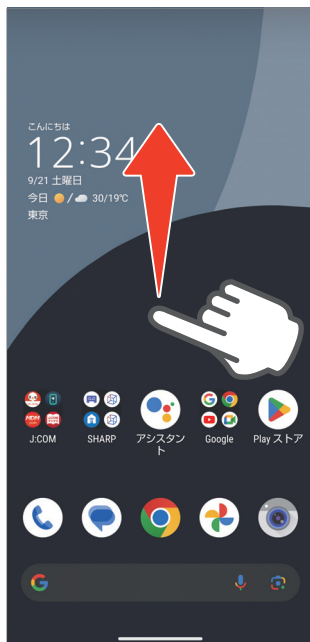 こんにちは
12:34
9/21 土曜日
今日 / 30/19℃
東京
J:COM
SHARP
アシスタン
ト
Google
Play ストア